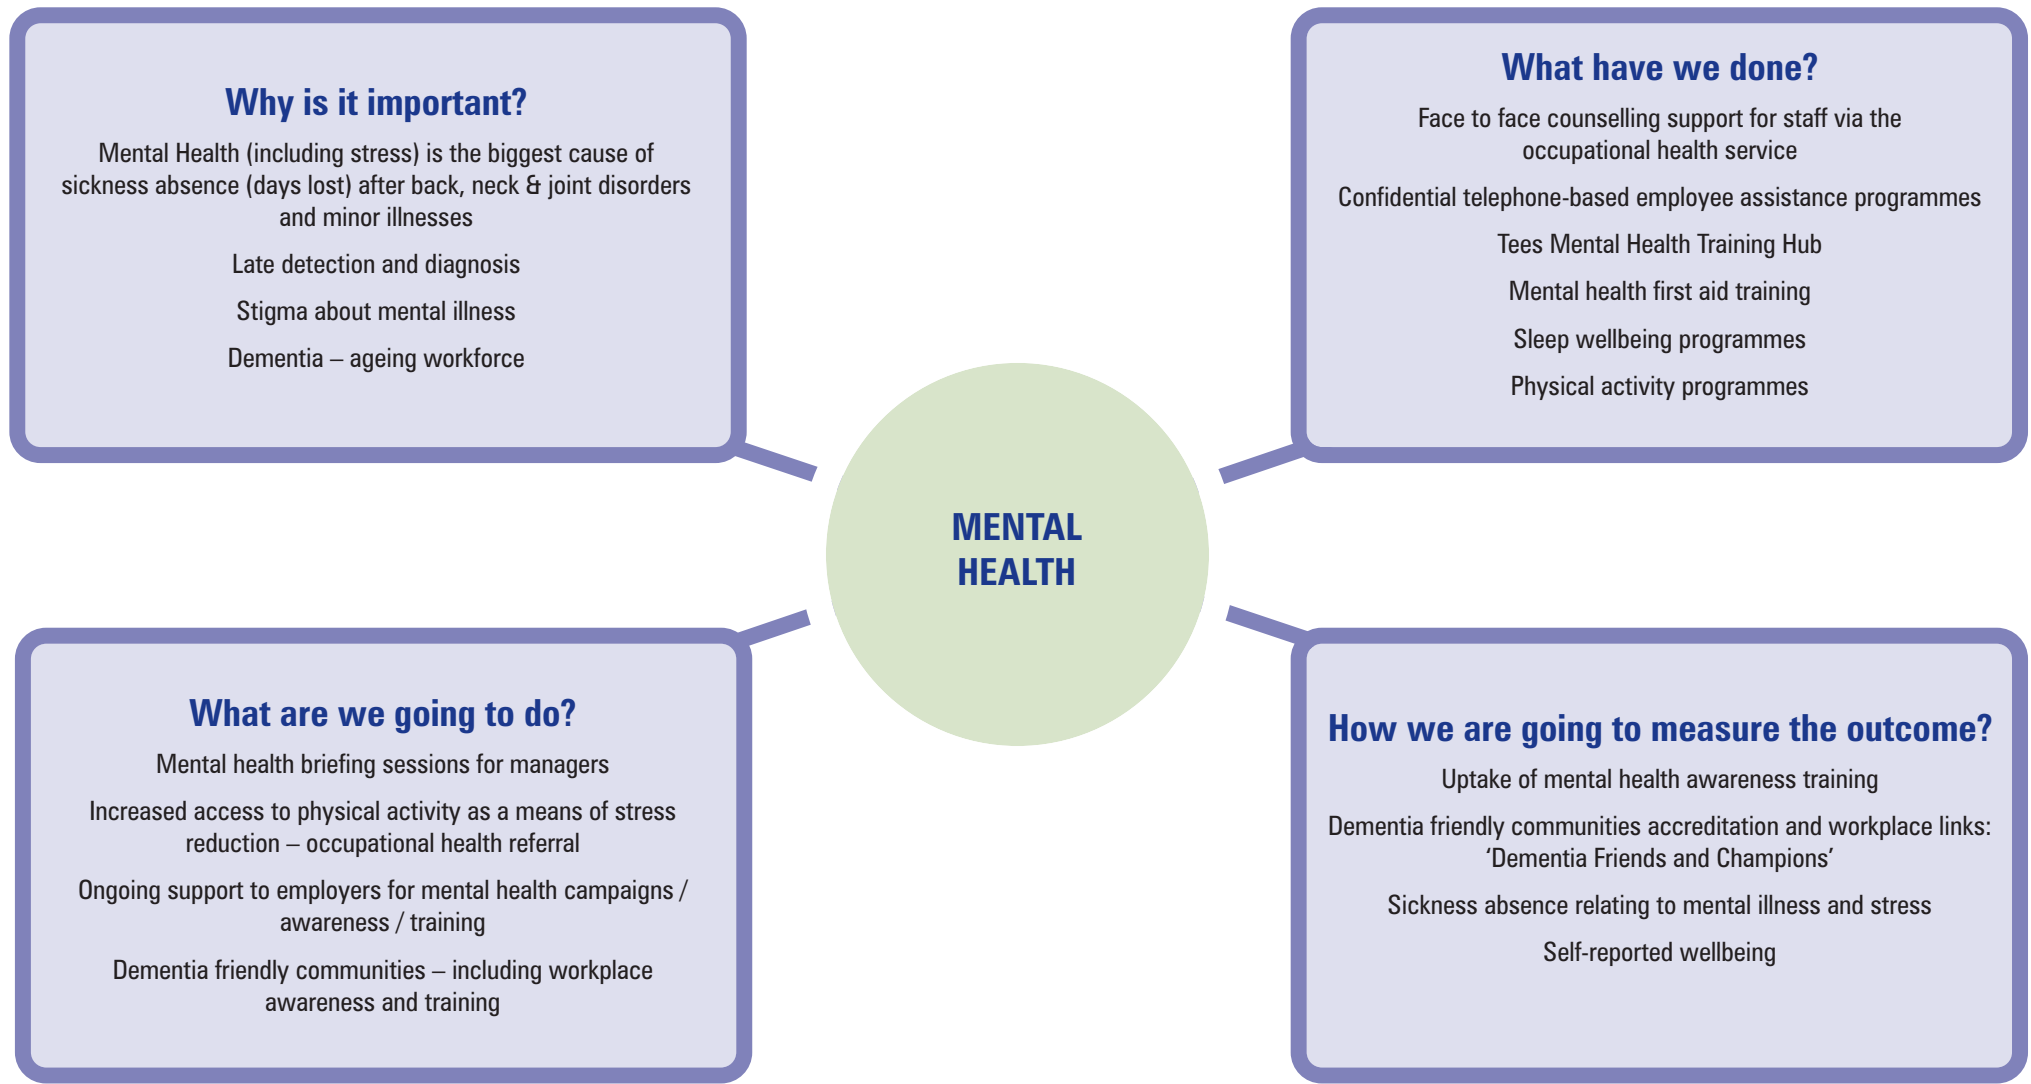 Why is it important?
Mental Health (including stress) is the biggest cause of
sickness absence (days lost) after back, neck & joint disorders
and minor illnesses
Late detection and diagnosis
Stigma about mental illness
Dementia – ageing workforce
What have we done?
Face to face counselling support for staff via the
occupational health service
Confidential telephone-based employee assistance programmes
Tees Mental Health Training Hub
Mental health first aid training
Sleep wellbeing programmes
Physical activity programmes
MENTAL
HEALTH
What are we going to do?
Mental health briefing sessions for managers
Increased access to physical activity as a means of stress
reduction – occupational health referral
Ongoing support to employers for mental health campaigns /
awareness / training
Dementia friendly communities – including workplace
awareness and training
How we are going to measure the outcome?
Uptake of mental health awareness training
Dementia friendly communities accreditation and workplace links:
‘Dementia Friends and Champions’
Sickness absence relating to mental illness and stress
Self-reported wellbeing